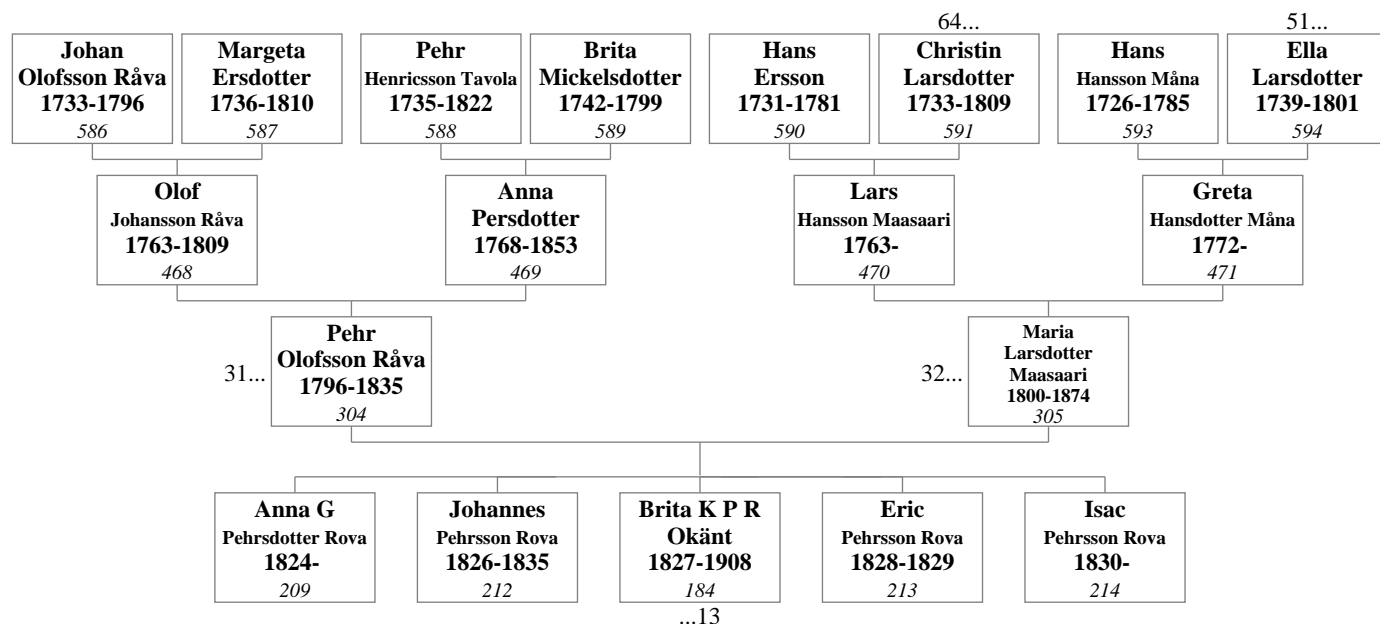 64...
51...
Johan
Olofsson Råva
1733-1796
586
Margeta
Ersdotter
1736-1810
587
Pehr
Henricsson Tavola
1735-1822
588
Brita
Mickelsdotter
1742-1799
589
Hans
Ersson
1731-1781
590
Christin
Larsdotter
1733-1809
591
Hans
Hansson Måna
1726-1785
593
Ella
Larsdotter
1739-1801
594
Olof
Johansson Råva
1763-1809
468
Anna
Persdotter
1768-1853
469
Lars
Hansson Maasaari
1763-
470
Greta
Hansdotter Måna
1772-
471
31...
Pehr
Olofsson Råva
1796-1835
304
32...
Maria
Larsdotter
Maasaari
1800-1874
305
Anna G
Pehrsdotter Rova
1824-
209
Johannes
Pehrsson Rova
1826-1835
212
Brita K P R
Okänt
1827-1908
184
Eric
Pehrsson Rova
1828-1829
213
Isac
Pehrsson Rova
1830-
214
...13